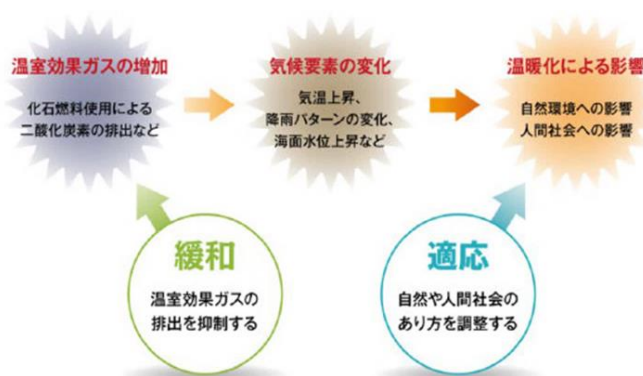 温室効果ガスの増加
化石燃料使用による
二酸化炭素の排出など
気候要素の変化
気温上昇、
降雨パターンの変化、
海面水位上昇など
温暖化による影響
自然環境への影響
人間社会への影響
緩和
温室効果ガスの
排出を抑制する
適応
自然や人間社会の
あり方を調整する